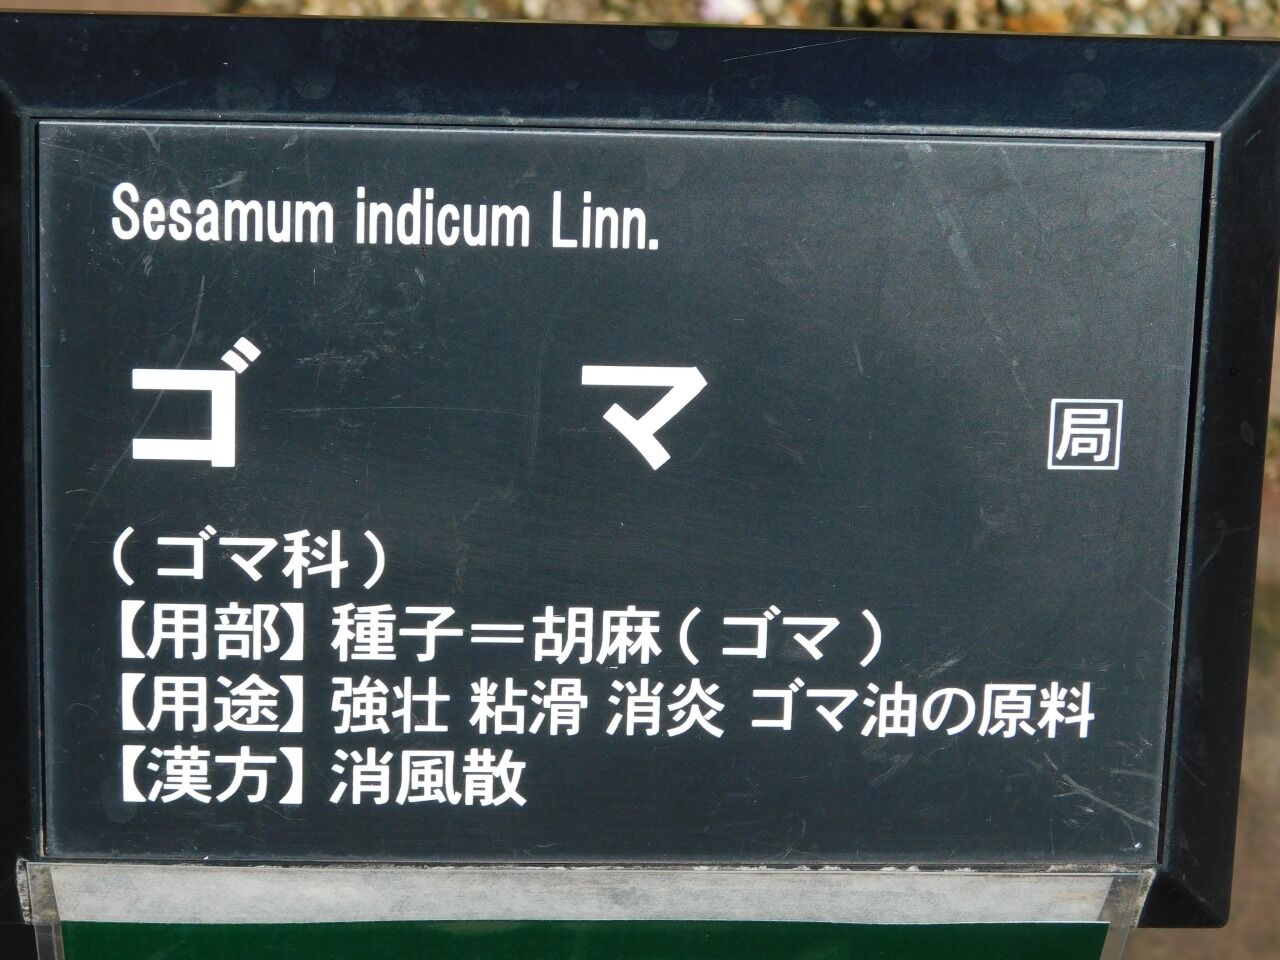 Sesamum indicum Linn.
ゴマ 局
(ゴマ科)
【用部】種子＝胡麻(ゴマ)
【用途】強壮 粘滑 消炎 ゴマ油の原料
【漢方】消風散